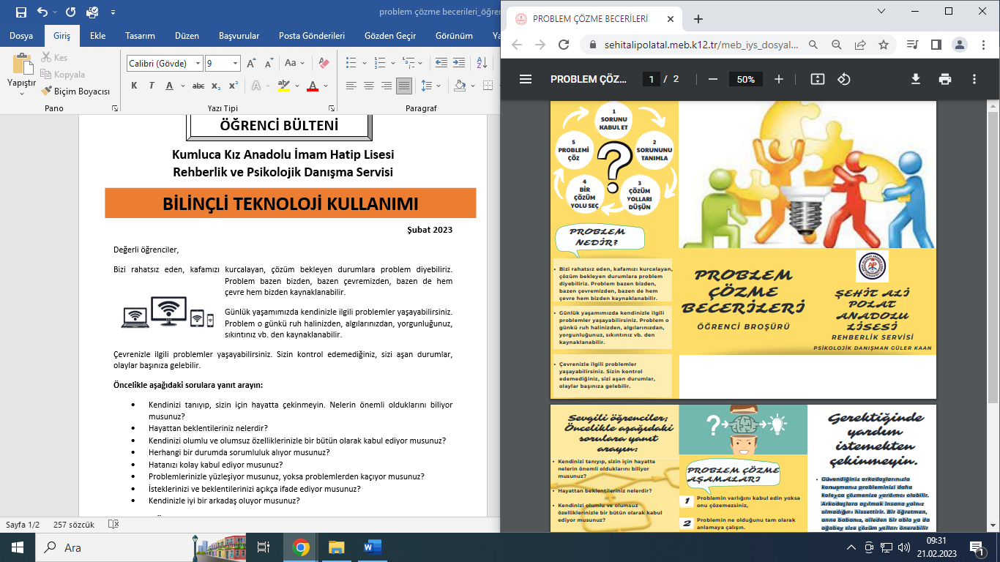 problem çözme becerileri_öğre
Dosya Giriş Ekle Tasarım Düzen Başvurular Posta Gönderileri Gözden Geçir Görünüm Ya
Yapıştır
Kes
Kopyala
Biçim Boyacısı
Calibri (Gövde) 9
K T A abc x₂ x²
Pano Yazı Tipi Paragraf
ÖĞRENCİ BÜLTENİ
Kumluca Kız Anadolu İmam Hatip Lisesi
Rehberlik ve Psikolojik Danışma Servisi
BİLİNÇLİ TEKNOLOJİ KULLANIMI
Şubat 2023
Değerli öğrenciler,
Bizi rahatsız eden, kafamızı kurcalayan, çözüm bekleyen durumlara problem diyebiliriz.
Problem bazen bizden, bazen çevremizden, bazen de hem
çevre hem bizden kaynaklanabilir.
Günlük yaşamımızda kendinizle ilgili problemler yaşayabilirsiniz.
Problem o günkü ruh halinizden, algılarınızdan, yorgunluğunuz,
sıkıntınız vb. den kaynaklanabilir.
Çevrenizle ilgili problemler yaşayabilirsiniz. Sizin kontrol edemediğiniz, sizi aşan durumlar,
olaylar başınıza gelebilir.
Öncelikle aşağıdaki sorulara yanıt arayın:
• Kendinizi tanıyıp, sizin için hayatta çekinmeyin. Nelerin önemli olduklarını biliyor
musunuz?
• Hayattan beklentileriniz nelerdir?
• Kendinizi olumlu ve olumsuz özelliklerinizle bir bütün olarak kabul ediyor musunuz?
• Herhangi bir durumda sorumluluk alıyor musunuz?
• Hatanızı kolay kabul ediyor musunuz?
• Problemlerinizle yüzleşiyor musunuz, yoksa problemlerden kaçıyor musunuz?
• İsteklerinizi ve beklentilerinizi açıkça ifade ediyor musunuz?
• Kendinizle iyi bir arkadaş oluyor musunuz?
Sayfa 1/2 257 sözcük
PROBLEM ÇÖZME BECERİLERİ
sehitalipolatal.meb.k12.tr/meb_iys_dosyal...
PROBLEM ÇÖZ... 1 / 2 50%
1
SORUNU
KABUL ET
2
SORUNUNU
TANIMLA
3
ÇÖZÜM
YOLLARI
DÜŞÜN
4
BİR
ÇÖZÜM
YOLU SEÇ
5
PROBLEMİ
ÇÖZ
?
PROBLEM
NEDİR?
• Bizi rahatsız eden, kafamızı kurcalayan,
çözüm bekleyen durumlara problem
diyebiliriz. Problem bazen bizden,
bazen çevremizden, bazen de hem
çevre hem bizden kaynaklanabilir.
• Günlük yaşamımızda kendinizle ilgili
problemler yaşayabilirsiniz. Problem o
günkü ruh halinizden, algılarınızdan,
yorgunluğunuz, sıkıntınız vb. den
kaynaklanabilir.
• Çevrenizle ilgili problemler
yaşayabilirsiniz. Sizin kontrol
edemediğiniz, sizi aşan durumlar,
olaylar başınıza gelebilir.
PROBLEM
ÇÖZME
BECERİLERİ
ÖĞRENCİ BROŞÜRÜ
AP
ŞEHİT ALİ
POLAT
ANADOLU
LİSESİ
REHBERLİK SERVİSİ
PSİKOLOJİK DANIŞMAN GÜLER KAAN
Sevgili öğrenciler;
Öncelikle aşağıdaki
sorulara yanıt
arayın:
• Kendinizi tanıyıp, sizin için hayatta
nelerin önemli olduklarını biliyor
musunuz?
• Hayattan beklentileriniz nelerdir?
• Kendinizi olumlu ve olumsuz
özelliklerinizle bir bütün olarak kabul
ediyor musunuz?
PROBLEM ÇÖZME
AŞAMALARI
1 Problemin varlığını kabul edin yoksa
onu çözemezsiniz,
2 Problemin ne olduğunu tam olarak
anlamaya çalışın.
Gerektiğinde
yardım
istemekten
çekinmeyin.
• Güvendiğiniz arkadaşlarınızla
konuşmanız probleminizi daha
kolayca çözmenize yardımcı olabilir.
Arkadaşlara açılmak insana yalnız
olmadığını hissettirir. Bir öğretmen,
anne babanız, aileden bir abla ya da
ağabey size çözüm yolları önerebilir
Ara
09:31
21.02.2023
1